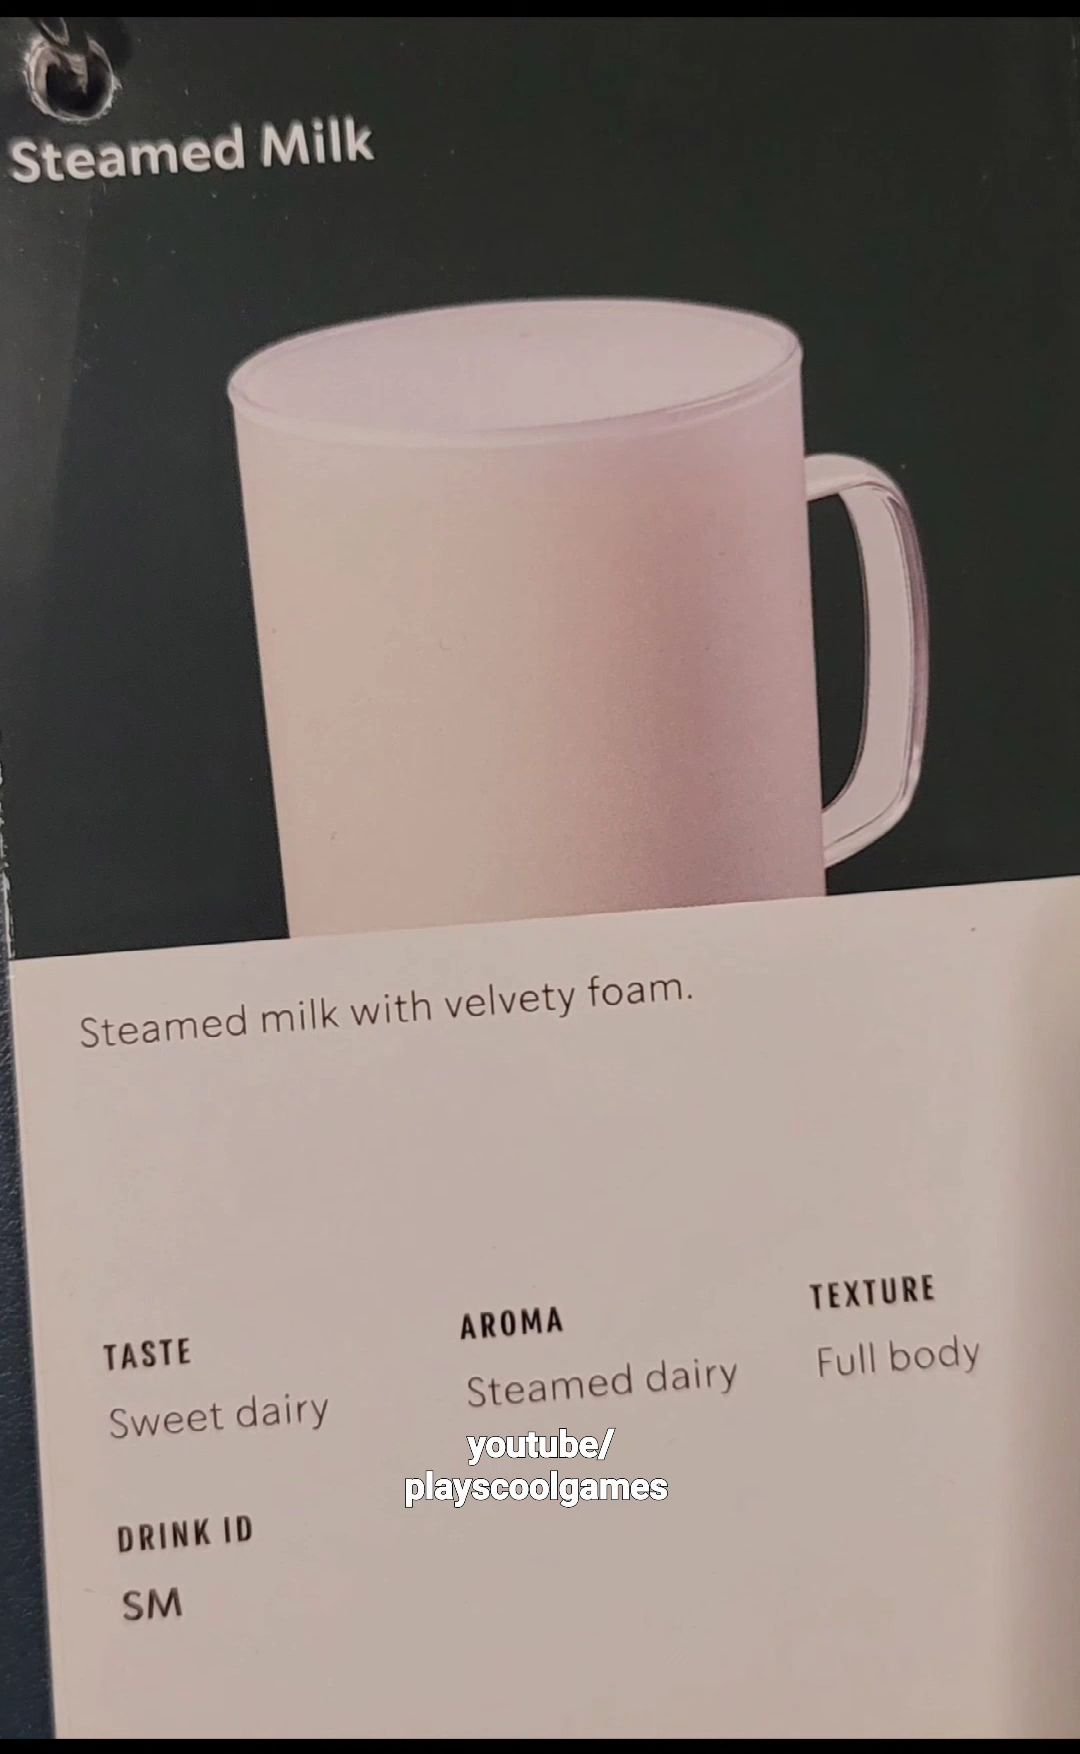 Steamed Milk
Steamed milk with velvety foam.
TASTE
Sweet dairy
AROMA
Steamed dairy
TEXTURE
Full body
youtube/
playscoolgames
DRINK ID
SM